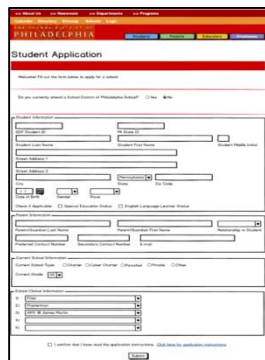 >> About Us >> Newsroom >> Departments >> Programs
Calendar Directory Sitemap Schools Login
PHILADELPHIA
Students Parents Educators
Student Application
Welcome! Fill out the form below to apply for a school.
Do you currently attend a School District of Philadelphia School? Yes No
Student Information
SDP Student ID PA State ID
Student Last Name Student First Name Student Middle Initial
Street Address 1
Street Address 2
Pennsylvania
City State Zip Code
Date of Birth Gender Race
Check if Applicable Special Education Status English Language Learner Status
Parent Information
Parent/Guardian Last Name Parent/Guardian First Name Relationship to Student
Preferred Contact Number Secondary Contact Number E-mail
Current School Information
Current School Type Charter Cyber Charter Parochial Private Other
Current Grade
School Choice Information
1)
2) Masterman
3)
4)
5)
I confirm that I have read the application instructions. Click here for application instructions
Submit